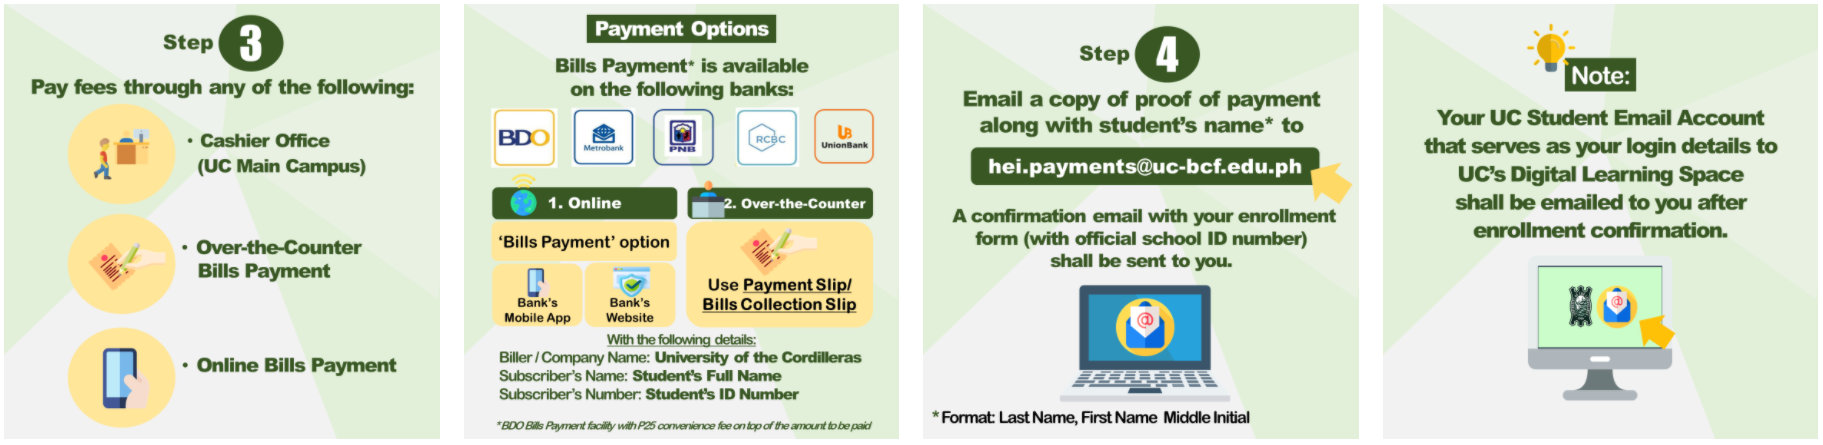 Step 3
Pay fees through any of the following:
• Cashier Office
(UC Main Campus)
• Over-the-Counter
Bills Payment
• Online Bills Payment
Payment Options
Bills Payment* is available
on the following banks:
BDO
Metrobank
PNB
RCBC
UB
UnionBank
1. Online
'Bills Payment' option
Bank's
Mobile App
Bank's
Website
2. Over-the-Counter
Use Payment Slip/
Bills Collection Slip
With the following details:
Biller / Company Name: University of the Cordilleras
Subscriber's Name: Student's Full Name
Subscriber's Number: Student's ID Number
*BDO Bills Payment facility with P25 convenience fee on top of the amount to be paid
Step 4
Email a copy of proof of payment
along with student's name* to
hei.payments@uc-bcf.edu.ph
A confirmation email with your enrollment
form (with official school ID number)
shall be sent to you.
@
*Format: Last Name, First Name Middle Initial
Note:
Your UC Student Email Account
that serves as your login details to
UC's Digital Learning Space
shall be emailed to you after
enrollment confirmation.
@